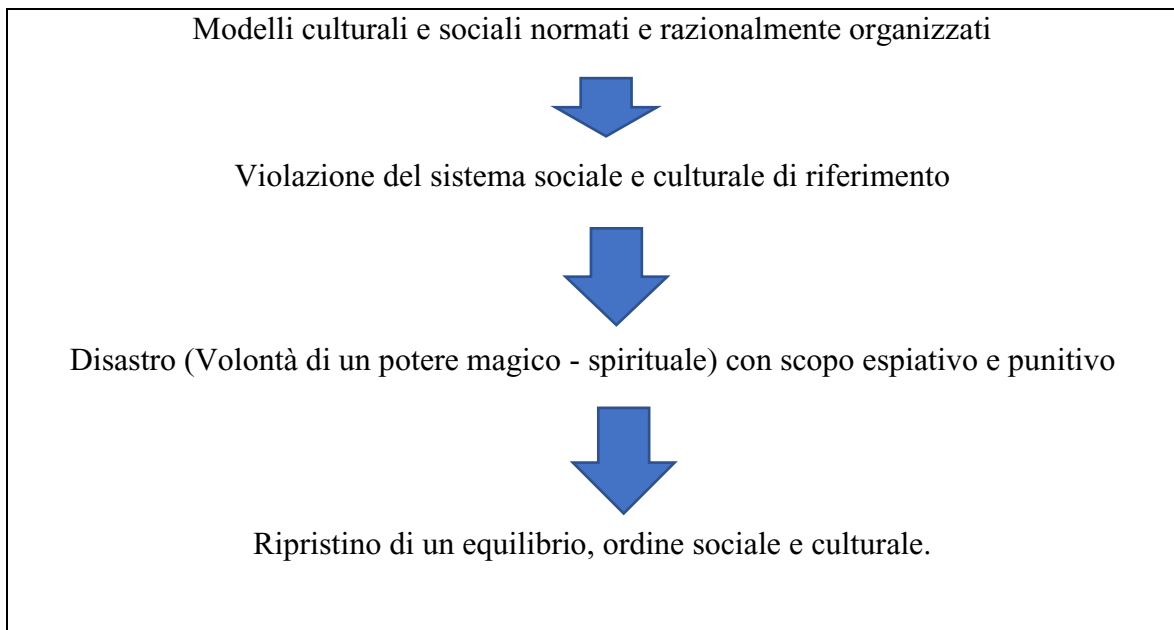 Modelli culturali e sociali normati e razionalmente organizzati
Violazione del sistema sociale e culturale di riferimento
Disastro (Volontà di un potere magico - spirituale) con scopo espiativo e punitivo
Ripristino di un equilibrio, ordine sociale e culturale.